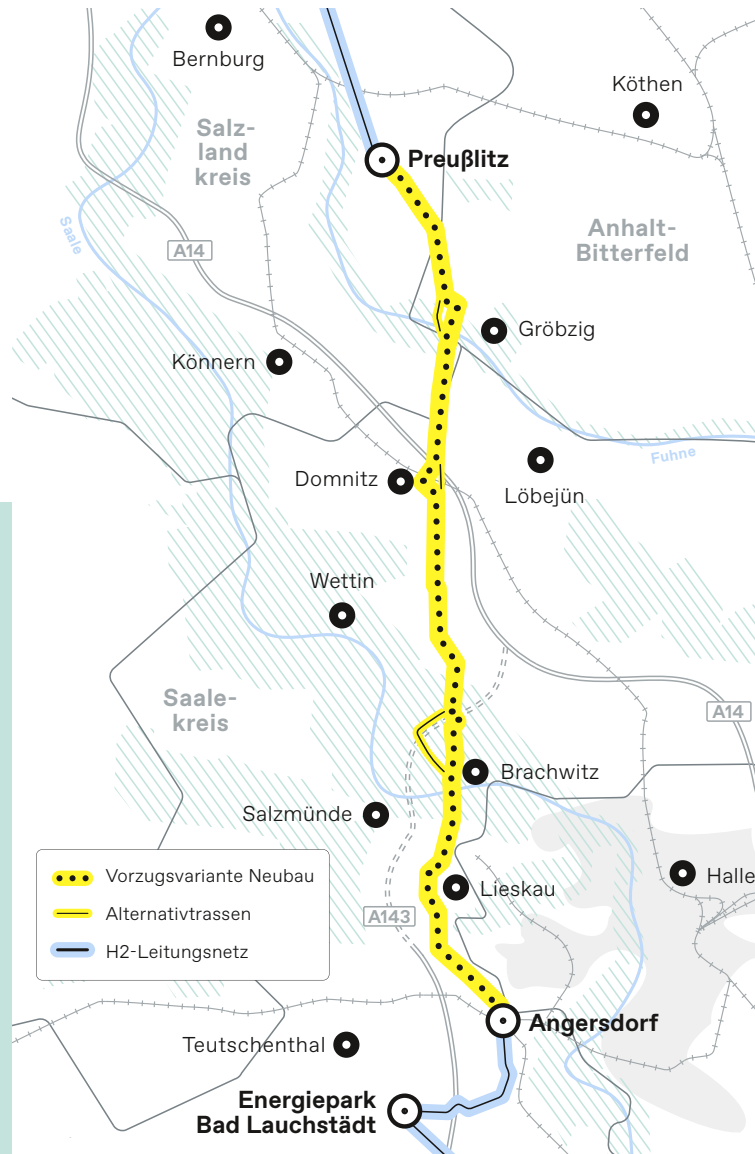 Bernburg
Köthen
Salz-
land
kreis
Preußlitz
Saale
Anhalt-
Bitterfeld
A14
Gröbzig
Könnern
Fuhne
Domnitz
Löbejün
Wettin
Saale-
kreis
A14
Brachwitz
Salzmünde
Vorzugsvariante Neubau
Alternativtrassen
H2-Leitungsnetz
Lieskau
Halle
A143
Angersdorf
Teutschenthal
Energiepark
Bad Lauchstädt